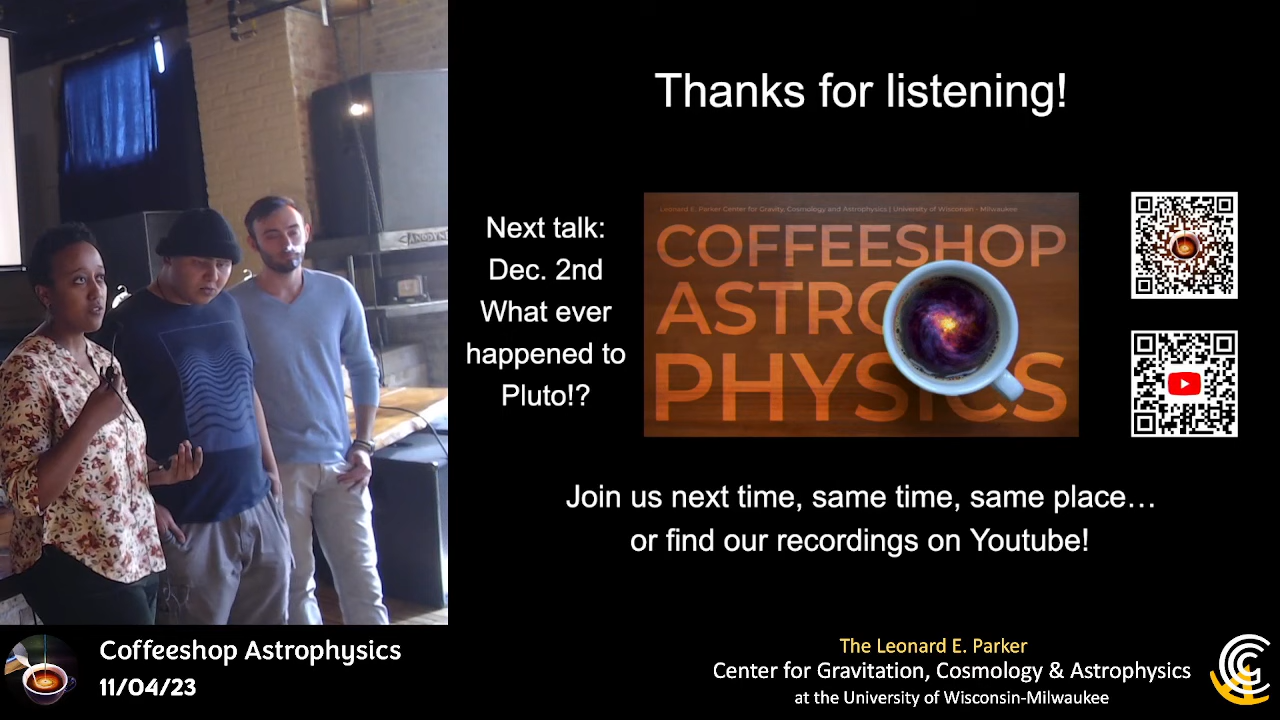 Thanks for listening!
Next talk:
Dec. 2nd
What ever
happened to
Pluto!?
Leonard E. Parker Center for Gravity, Cosmology and Astrophysics | University of Wisconsin - Milwaukee
COFFEESHOP
ASTRO
PHYSICS
Join us next time, same time, same place…
or find our recordings on Youtube!
Coffeeshop Astrophysics
11/04/23
The Leonard E. Parker
Center for Gravitation, Cosmology & Astrophysics
at the University of Wisconsin-Milwaukee